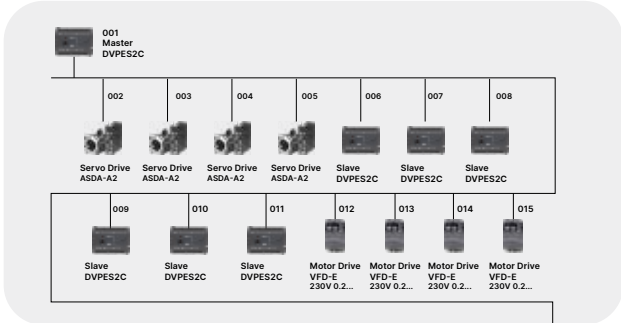 001
Master
DVPES2C
002
003
004
005
006
007
008
Servo Drive
ASDA-A2
Servo Drive
ASDA-A2
Servo Drive
ASDA-A2
Servo Drive
ASDA-A2
Slave
DVPES2C
Slave
DVPES2C
Slave
DVPES2C
009
010
011
012
013
014
015
Slave
DVPES2C
Slave
DVPES2C
Slave
DVPES2C
Motor Drive
VFD-E
230V 0.2...
Motor Drive
VFD-E
230V 0.2...
Motor Drive
VFD-E
230V 0.2...
Motor Drive
VFD-E
230V 0.2...